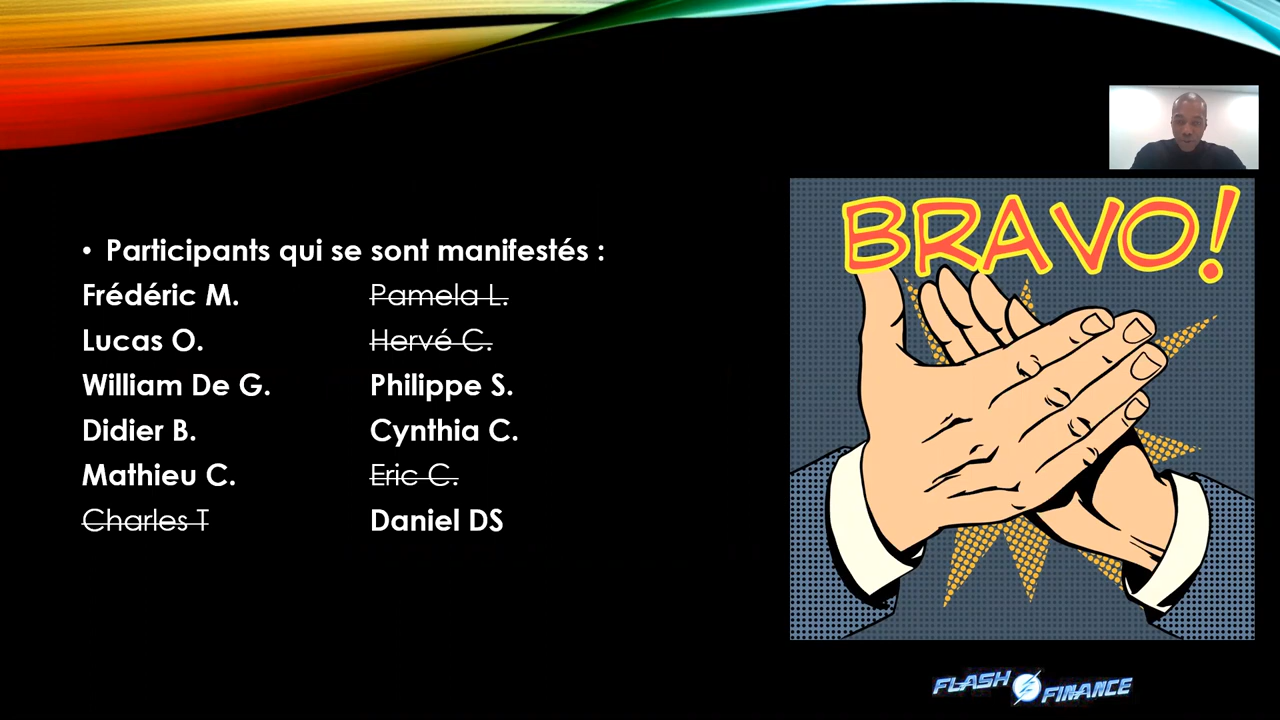 BRAVO!
• Participants qui se sont manifestés :
Frédéric M.
Pamela L.
Lucas O.
Hervé C.
William De G.
Philippe S.
Didier B.
Cynthia C.
Mathieu C.
Eric C.
Charles T
Daniel DS
FLASH FINANCE